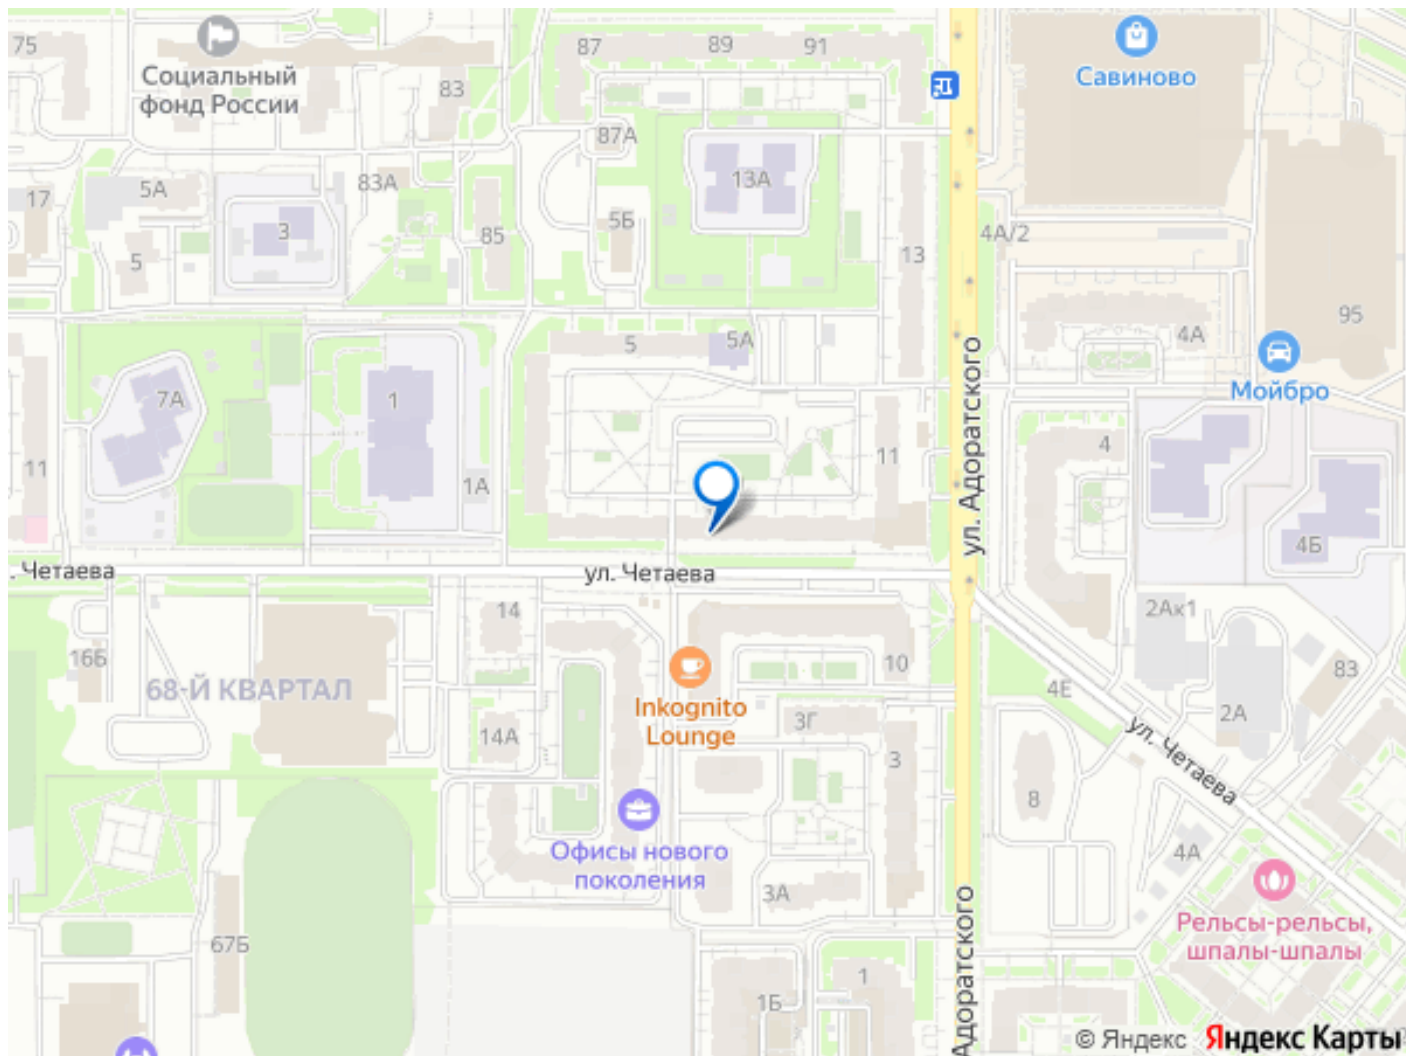 75
Социальный
фонд России
83
87
89
91
Савиново
87А
83А
5А
17
3
5
85
5Б
13А
13
4А/2
95
4А
Мойбро
5
5А
7А
1
1А
11
11
4
4Б
ул. Адоратского
. Четаева
ул. Четаева
14
16Б
68-Й КВАРТАЛ
14А
Inkognito
Lounge
10
3Г
3
2Ак1
83
4Е
2А
ул. Четаева
8
4А
Офисы нового
поколения
3А
67Б
1Б
1
Адоратского
Рельсы-рельсы,
шпалы-шпалы
© Яндекс Яндекс Карты